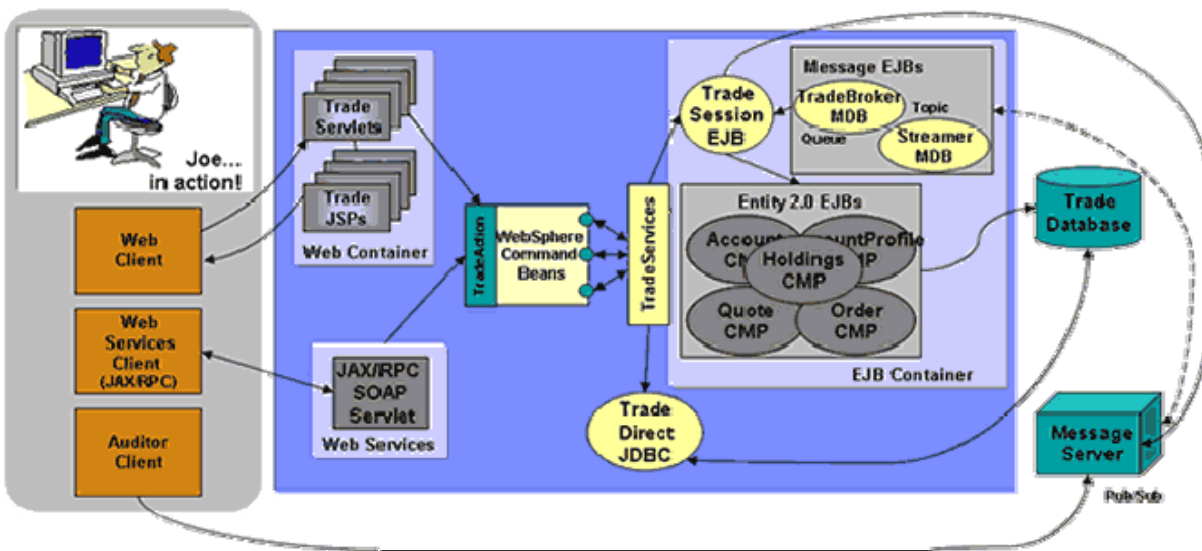 Joe...
in action!
Web
Client
Web
Services
Client
(JAX/RPC)
Auditor
Client
Trade
Servlets
Trade
JSPs
Web Container
JAX/RPC
SOAP
Servlet
Web Services
TradeAction
WebSphere
Command
Beans
TradeServices
Trade
Direct
JDBC
Trade
Session
EJB
Message EJBs
TradeBroker
MDB
Topic
Queue
Streamer
MDB
Entity 2.0 EJBs
Account
Holdings
CMP
Quote
CMP
Order
CMP
EJB Container
Trade
Database
Message
Server
Pub/Sub